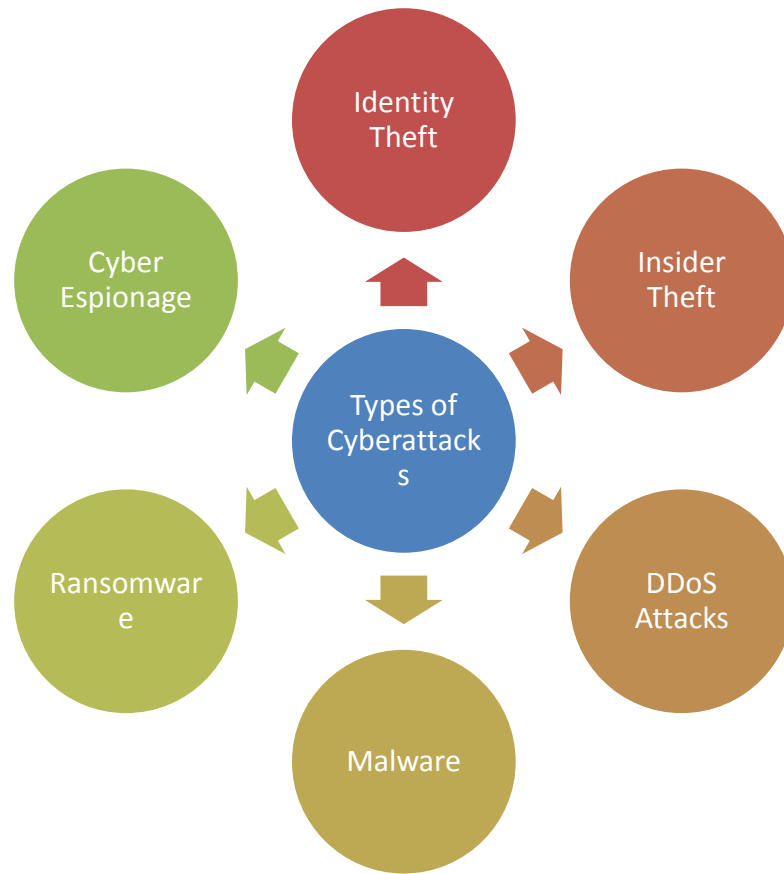 Identity
Theft
Cyber
Espionage
Insider
Theft
Types of
Cyberattack
s
Ransomwar
e
DDoS
Attacks
Malware